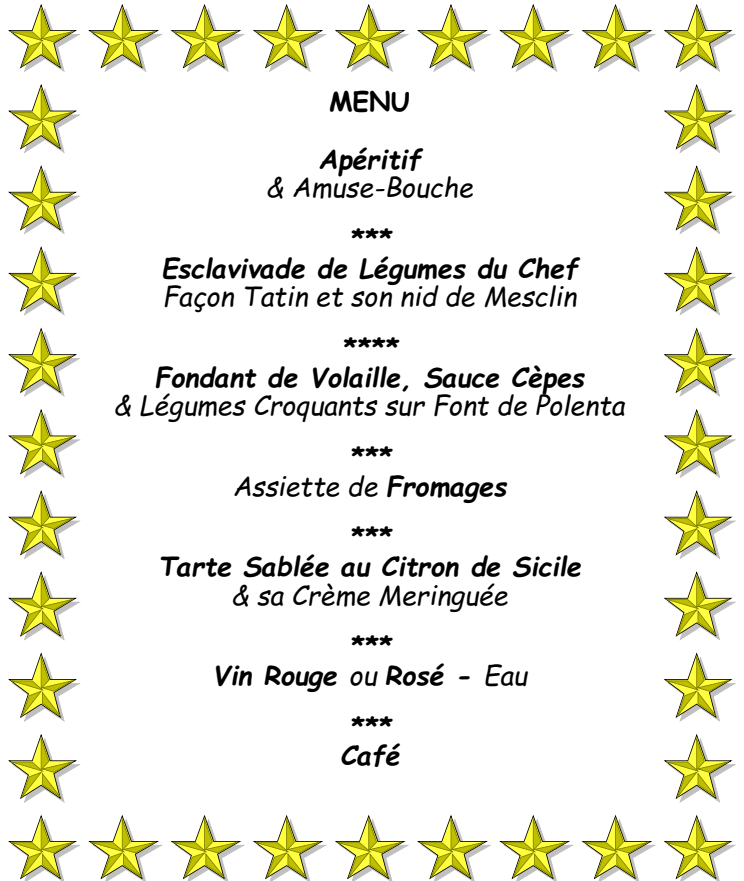 MENU
Apéritif
& Amuse-Bouche
***
Esclavivade de Légumes du Chef
Façon Tatin et son nid de Mesclin
****
Fondant de Volaille, Sauce Cèpes
& Légumes Croquants sur Font de Polenta
***
Assiette de Fromages
***
Tarte Sablée au Citron de Sicile
& sa Crème Meringuée
***
Vin Rouge ou Rosé - Eau
***
Café